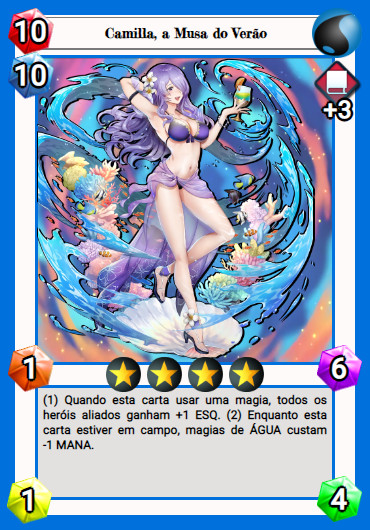 10
Camilla, a Musa do Verão
10
+3
1
6
(1) Quando esta carta usar uma magia, todos os
heróis aliados ganham +1 ESQ. (2) Enquanto esta
carta estiver em campo, magias de ÁGUA custam
-1 MANA.
1
4